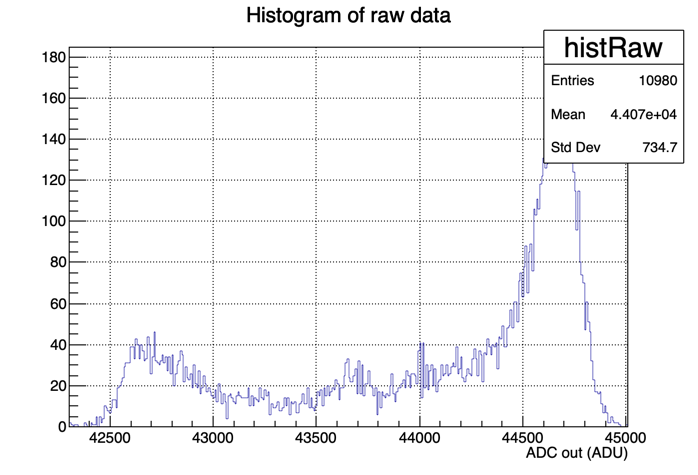 Histogram of raw data
histRaw
Entries 10980
Mean 4.407e+04
Std Dev 734.7
180
160
140
120
100
80
60
40
20
0
42500 43000 43500 44000 44500 45000
ADC out (ADU)